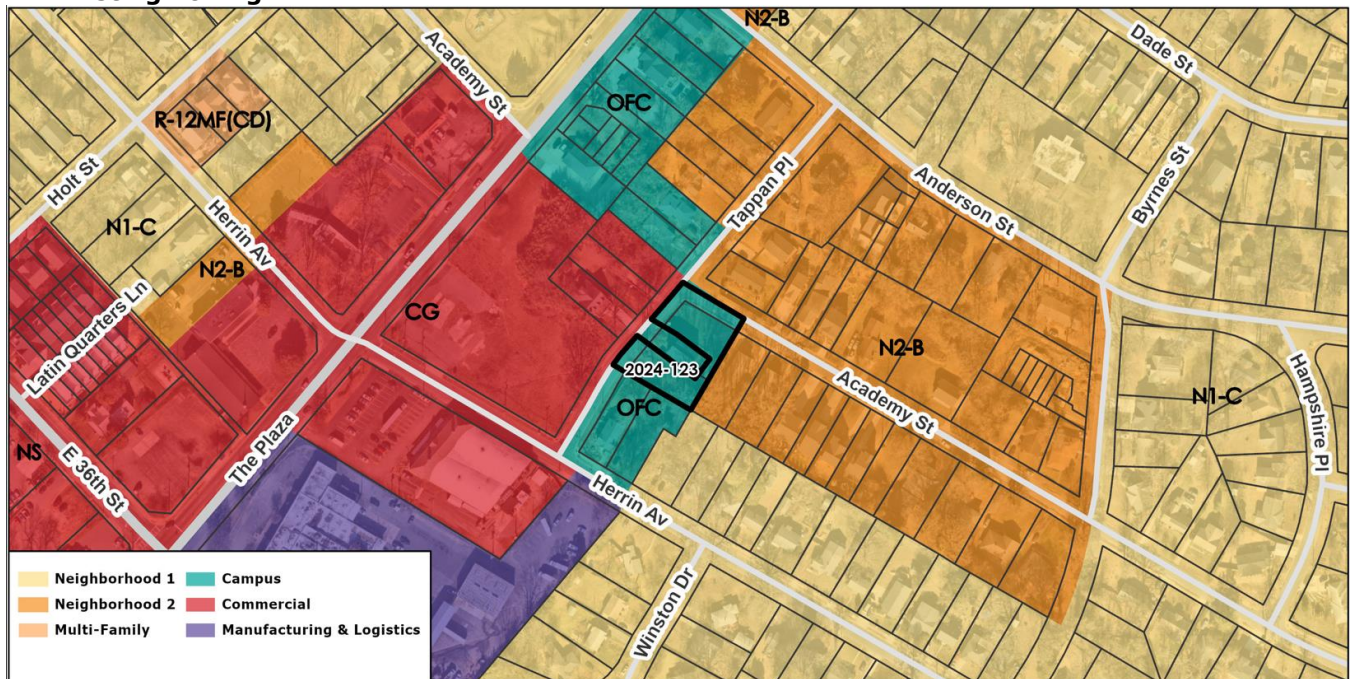 N2-B
Dade St
Academy St
OFC
R-12MF(CD)
Holt St
Tappan Pl
Anderson St
Byrnes St
N1-C
Herrin Av
N2-B
Latin Quarters Ln
CG
N2-B
2024-123
OFC
Academy St
N1-C
Hampshire Pl
The Plaza
NS
E 36th St
Herrin Av
Winston Dr
Neighborhood 1
Neighborhood 2
Multi-Family
Campus
Commercial
Manufacturing & Logistics